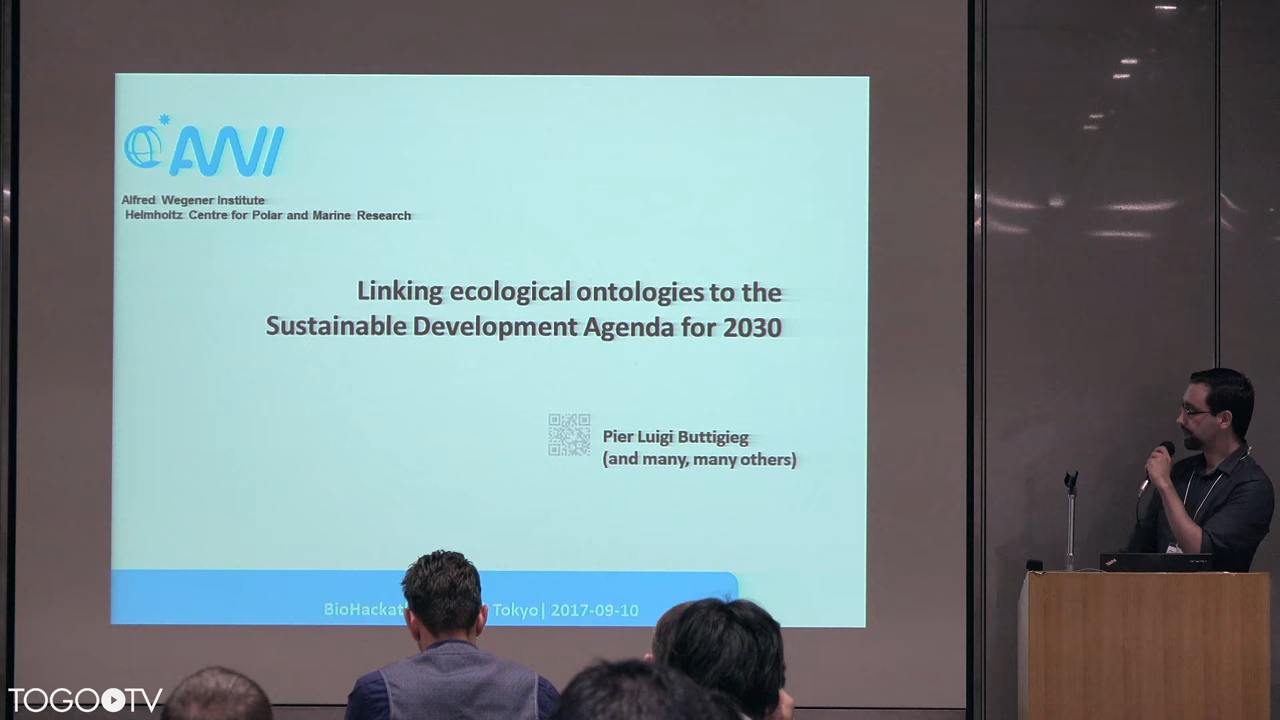 AWI
Alfred Wegener Institute
Helmholtz Centre for Polar and Marine Research
Linking ecological ontologies to the
Sustainable Development Agenda for 2030
Pier Luigi Buttigieg
(and many, many others)
Tokyo| 2017-09-10
TOGOTV